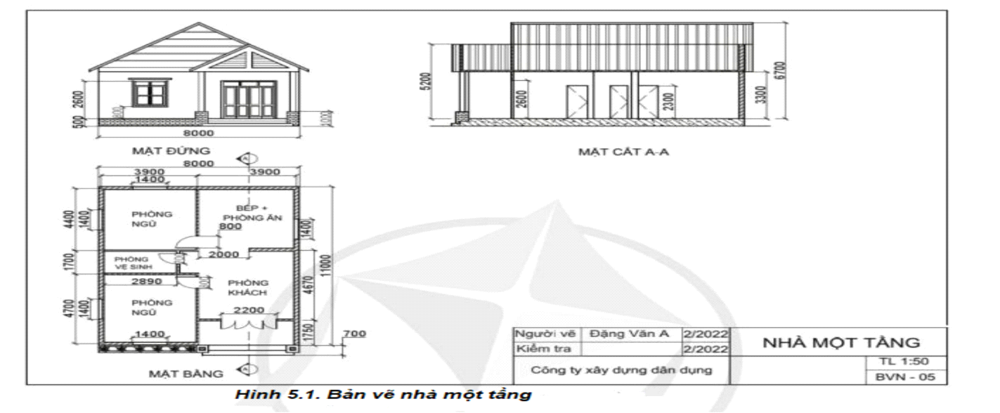 2600
500
800
1000
8000
MẶT ĐỨNG
5200
2600
2300
3300
6700
MẶT CẮT A-A
A
8000
3900
3900
1400
4400
1400
PHÒNG
NGỦ
BẾP +
PHÒNG ĂN
800
1400
2000
1700
PHÒNG
VỆ SINH
800
2890
800
PHÒNG
KHÁCH
4670
11000
4700
1400
PHÒNG
NGỦ
2200
1400
1750
700
A
MẶT BẰNG
Người vẽ Đặng Văn A 2/2022
Kiểm tra 2/2022
NHÀ MỘT TẦNG
Công ty xây dựng dân dụng
TL 1:50
BVN - 05
Hình 5.1. Bản vẽ nhà một tầng